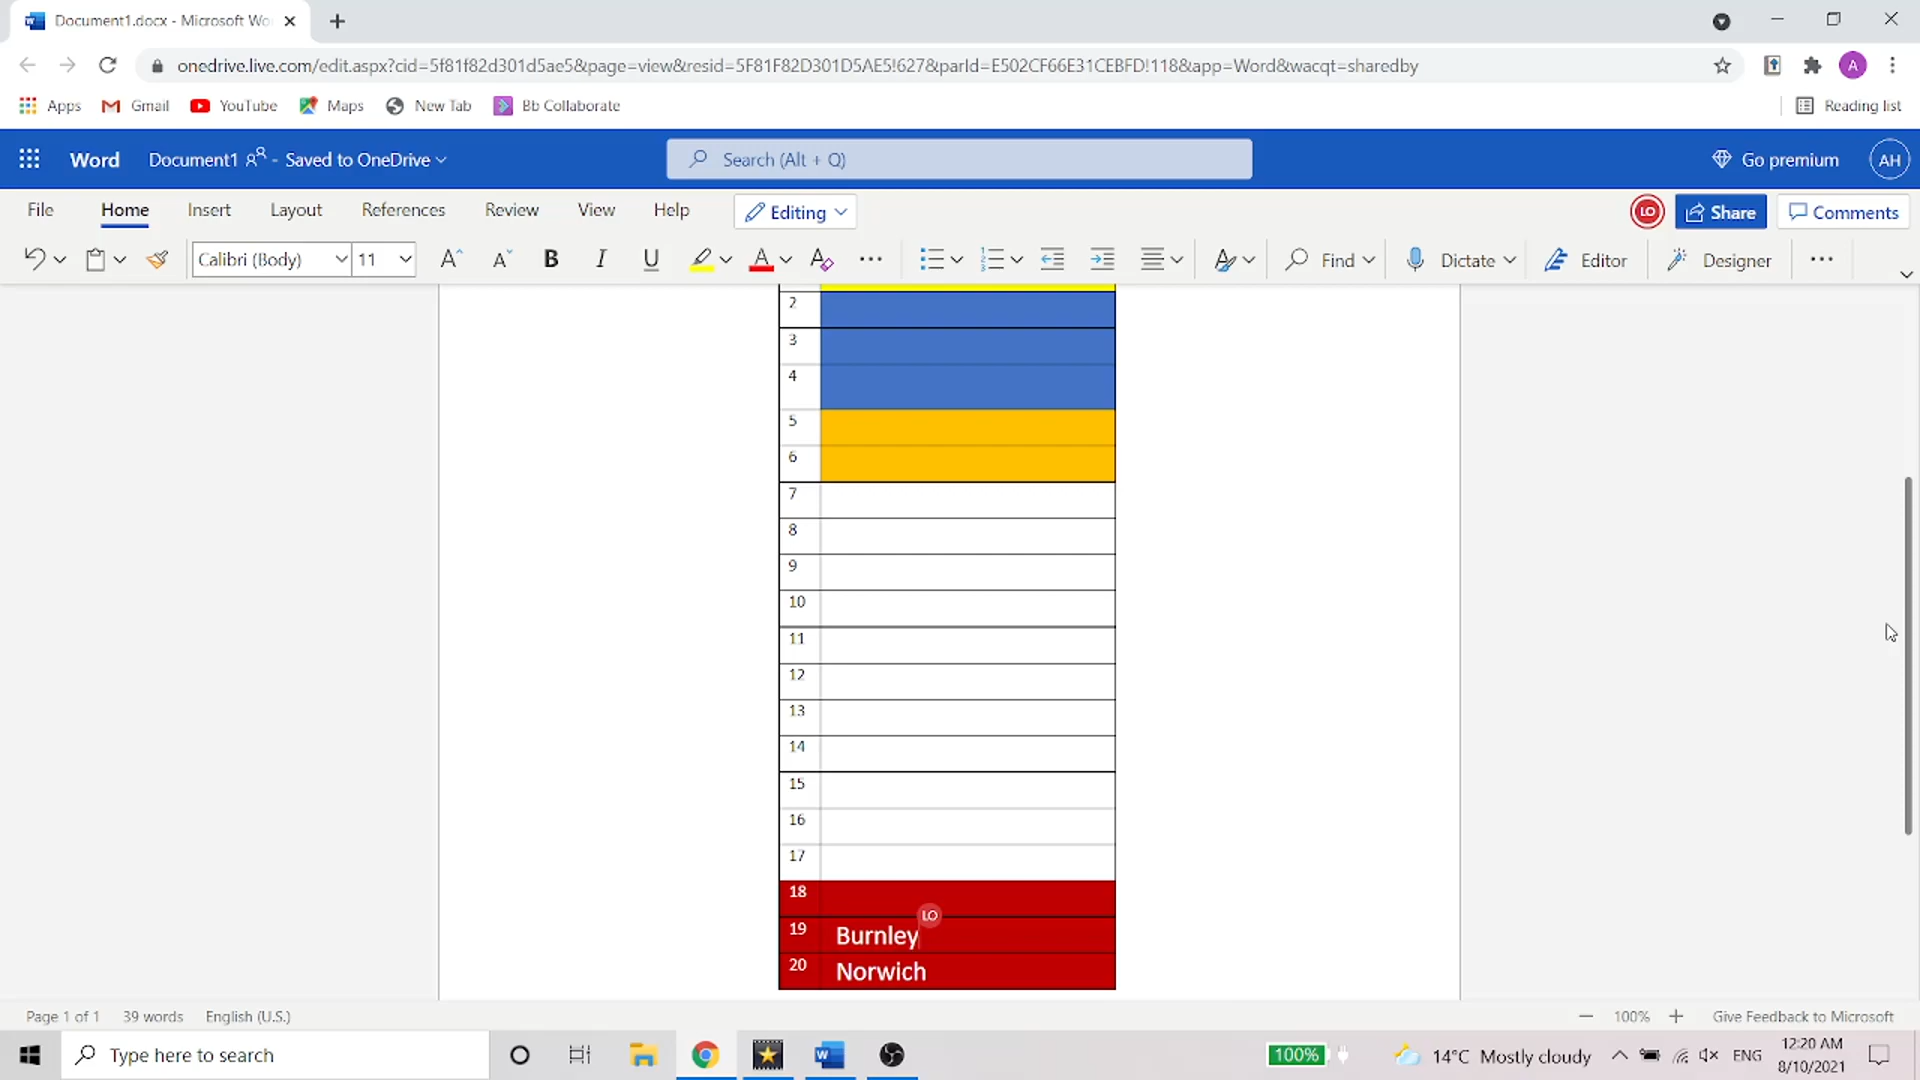 Document1.docx - Microsoft Wo
onedrive.live.com/edit.aspx?cid=5f81f82d301d5ae5&page=view&resid=5F81F82D301D5AE5!627&parId=E502CF66E31CEBFD!118&app=Word&wacqt=sharedby
A
Apps Gmail YouTube Maps New Tab Bb Collaborate Reading list
Word Document1 - Saved to OneDrive Search (Alt + Q) Go premium AH
File Home Insert Layout References Review View Help Editing LO Share Comments
Calibri (Body) 11 A A B I U A Find Dictate Editor Designer
2
3
4
5
6
7
8
9
10
11
12
13
14
15
16
17
18
LO
19 Burnley
20 Norwich
Page 1 of 1 39 words English (U.S.) 100% Give Feedback to Microsoft
Type here to search 100% 14°C Mostly cloudy ENG 12:20 AM
8/10/2021